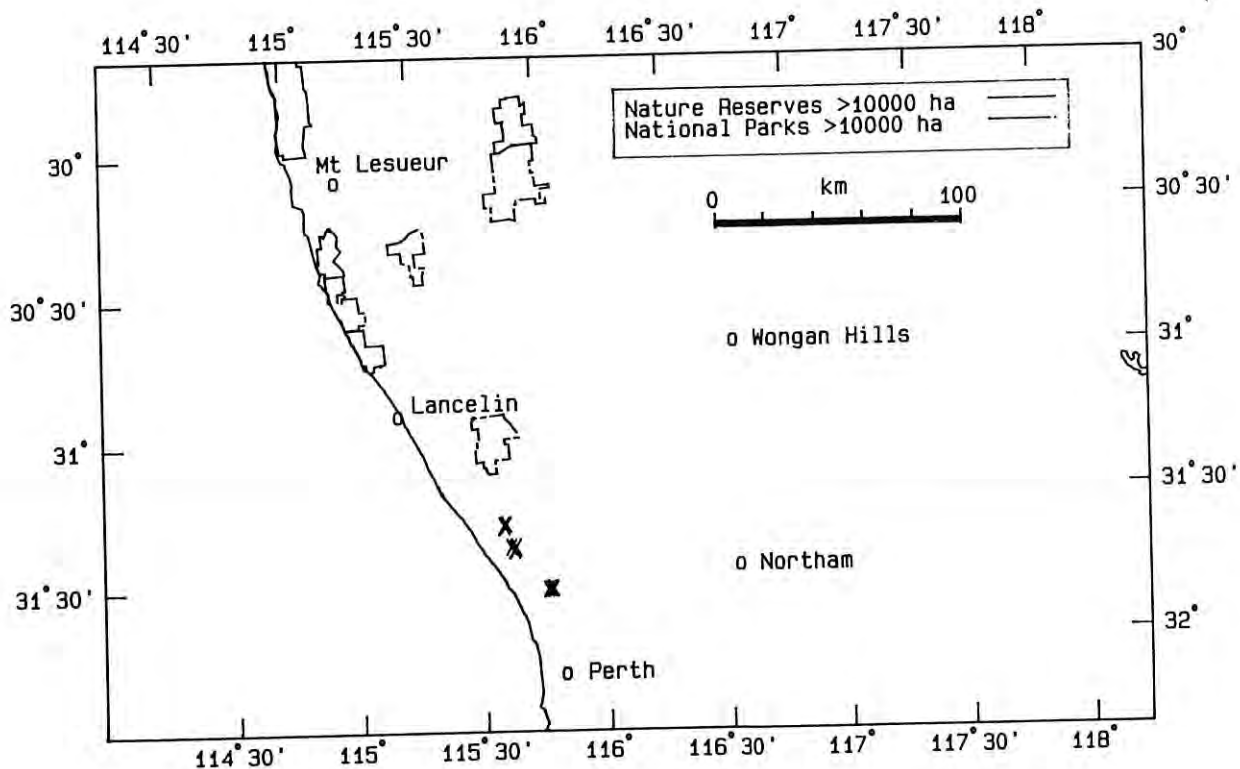 114°30' 115° 115°30' 116° 116°30' 117° 117°30' 118°
30°
Nature Reserves >10000 ha
National Parks >10000 ha
30°
Mt Lesueur
30°30'
0 km 100
30°30'
31°
Wongan Hills
Lancelin
31°
31°30'
Northam
31°30'
32°
Perth
114°30' 115° 115°30' 116° 116°30' 117° 117°30' 118°